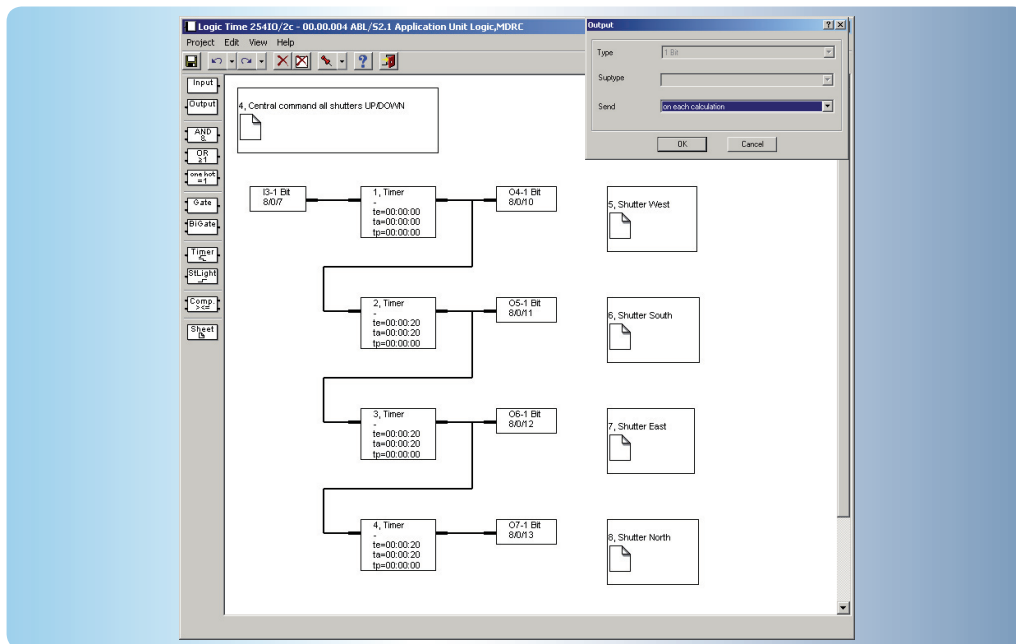 Logic Time 254IO/2c - 00.00.004 ABL/S2.1 Application Unit Logic,MDRC
Project Edit View Help
Input
Output
AND
&
OR
≥1
one hot
=1
Gate
BiGate
Timer
StLight
Comp.
><=
Sheet
4, Central command all shutters UP/DOWN
I3-1 Bit
8/0/7
1, Timer
-
te=00:00:00
ta=00:00:00
tp=00:00:00
O4-1 Bit
8/0/10
5, Shutter West
2, Timer
-
te=00:00:20
ta=00:00:20
tp=00:00:00
O5-1 Bit
8/0/11
6, Shutter South
3, Timer
-
te=00:00:20
ta=00:00:20
tp=00:00:00
O6-1 Bit
8/0/12
7, Shutter East
4, Timer
-
te=00:00:20
ta=00:00:20
tp=00:00:00
O7-1 Bit
8/0/13
8, Shutter North
Output
Type
1 Bit
Suptype
Send
on each calculation
OK
Cancel